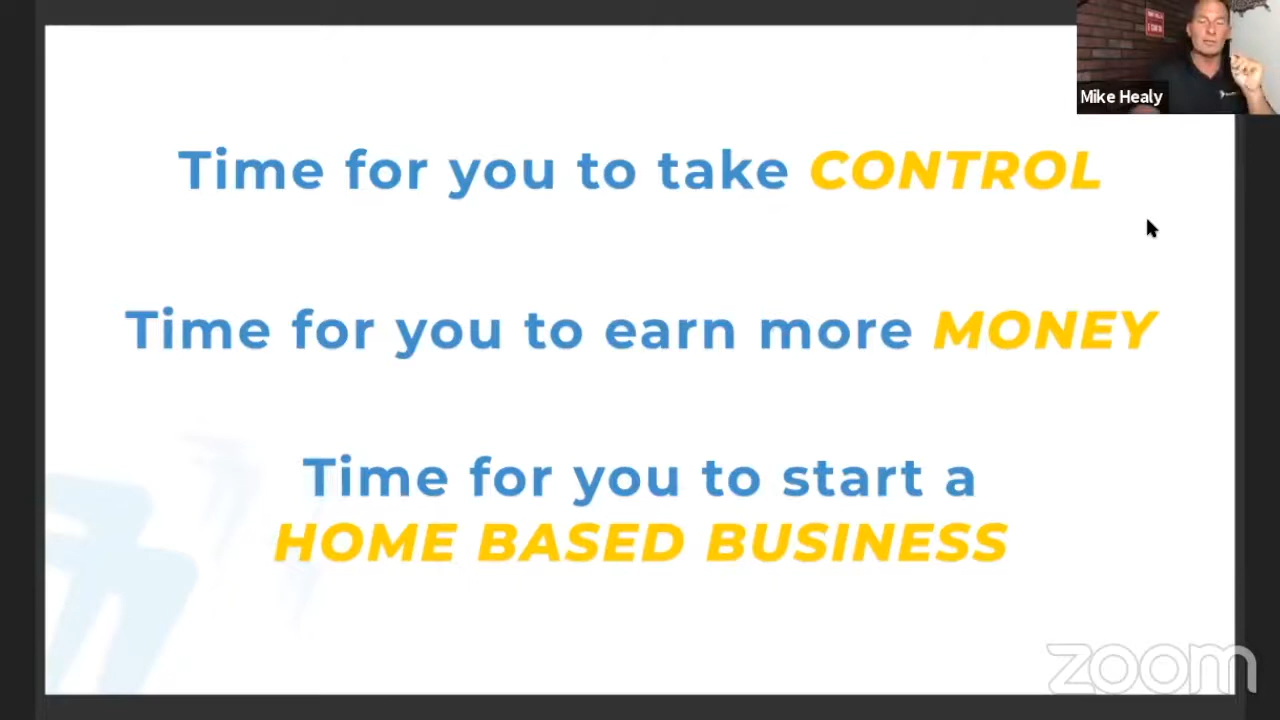 Mike Healy
Time for you to take CONTROL
Time for you to earn more MONEY
Time for you to start a
HOME BASED BUSINESS
zoom